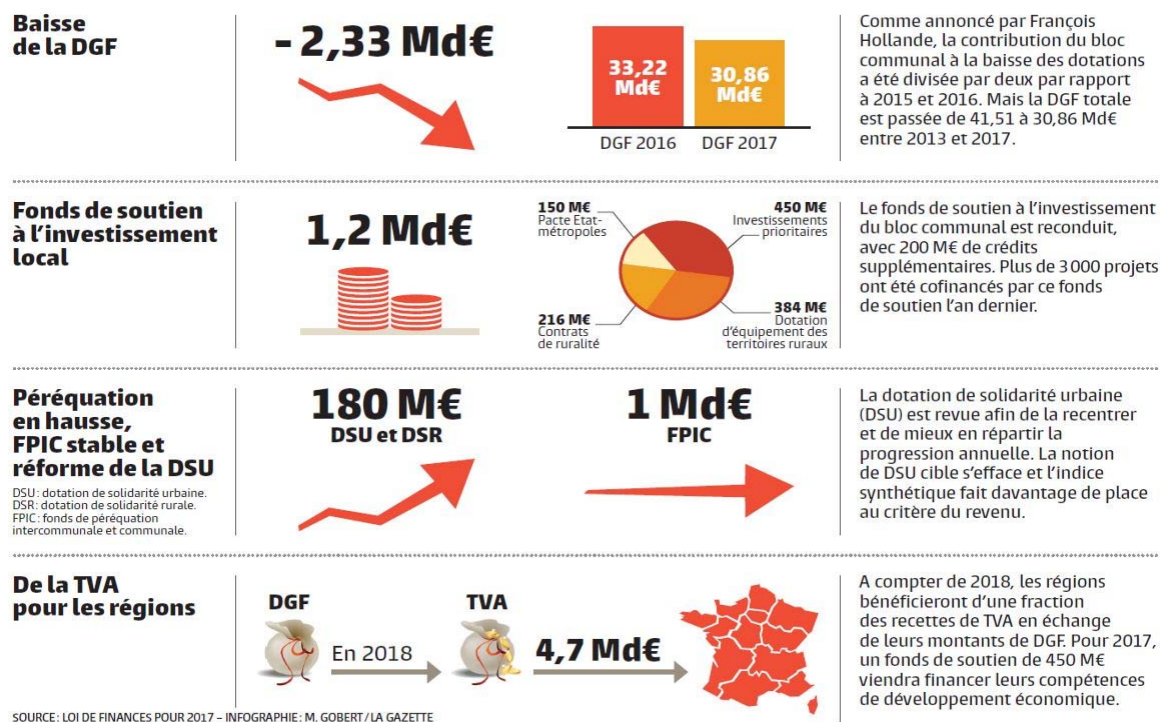 Baisse
de la DGF
- 2,33 Md€
33,22
Md€
30,86
Md€
DGF 2016
DGF 2017
Comme annoncé par François
Hollande, la contribution du bloc
communal à la baisse des dotations
a été divisée par deux par rapport
à 2015 et 2016. Mais la DGF totale
est passée de 41,51 à 30,86 Md€
entre 2013 et 2017.
Fonds de soutien
à l'investissement
local
1,2 Md€
150 M€
Pacte Etat-
métropoles
450 M€
Investissements
prioritaires
216 M€
Contrats
de ruralité
384 M€
Dotation
d'équipement des
territoires ruraux
Le fonds de soutien à l'investissement
du bloc communal est reconduit,
avec 200 M€ de crédits
supplémentaires. Plus de 3 000 projets
ont été cofinancés par ce fonds
de soutien l'an dernier.
Péréquation
en hausse,
FPIC stable et
réforme de la DSU
DSU : dotation de solidarité urbaine.
DSR : dotation de solidarité rurale.
FPIC : fonds de péréquation
intercommunale et communale.
180 M€
DSU et DSR
1 Md€
FPIC
La dotation de solidarité urbaine
(DSU) est revue afin de la recentrer
et de mieux en répartir la
progression annuelle. La notion
de DSU cible s'efface et l'indice
synthétique fait davantage de place
au critère du revenu.
De la TVA
pour les régions
DGF
En 2018
TVA
4,7 Md€
A compter de 2018, les régions
bénéficieront d'une fraction
des recettes de TVA en échange
de leurs montants de DGF. Pour 2017,
un fonds de soutien de 450 M€
viendra financer leurs compétences
de développement économique.
SOURCE : LOI DE FINANCES POUR 2017 – INFOGRAPHIE : M. GOBERT / LA GAZETTE